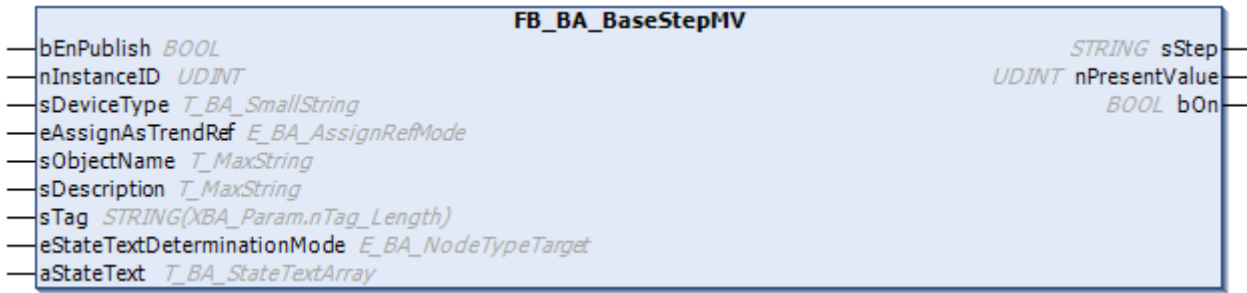 FB_BA_BaseStepMV
bEnPublish BOOL STRING sStep
nInstanceID UDINT UDINT nPresentValue
sDeviceType T_BA_SmallString BOOL bOn
eAssignAsTrendRef E_BA_AssignRefMode
sObjectName T_MaxString
sDescription T_MaxString
sTag STRING(XBA_Param.nTag_Length)
eStateTextDeterminationMode E_BA_NodeTypeTarget
aStateText T_BA_StateTextArray